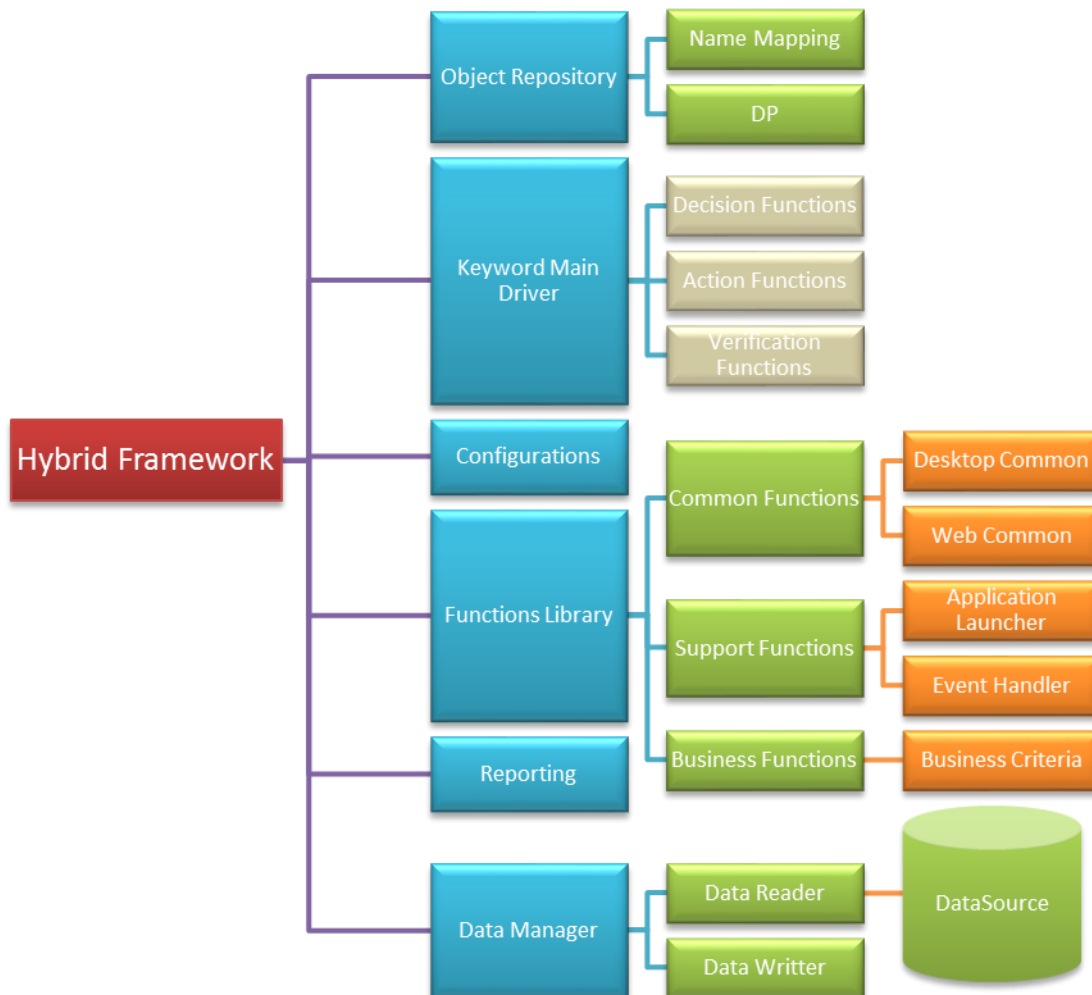 Hybrid Framework
Object Repository
Name Mapping
DP
Keyword Main
Driver
Decision Functions
Action Functions
Verification
Functions
Configurations
Functions Library
Common Functions
Desktop Common
Web Common
Support Functions
Application
Launcher
Event Handler
Business Functions
Business Criteria
Reporting
Data Manager
Data Reader
DataSource
Data Writter